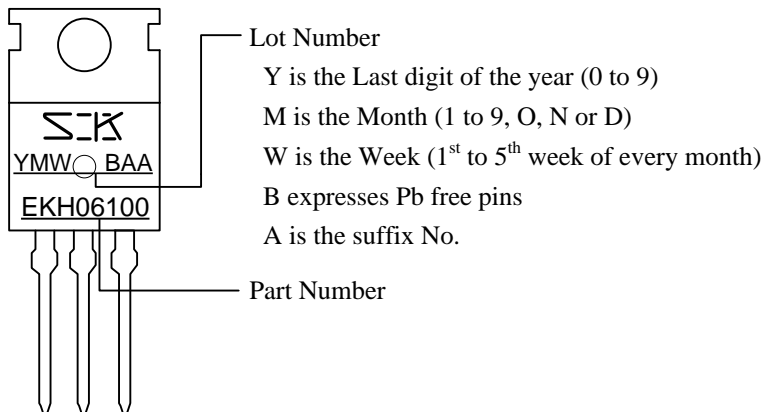 Lot Number
Y is the Last digit of the year (0 to 9)
M is the Month (1 to 9, O, N or D)
W is the Week (1st to 5th week of every month)
B expresses Pb free pins
A is the suffix No.
SK
YMW BAA
EKH06100
Part Number